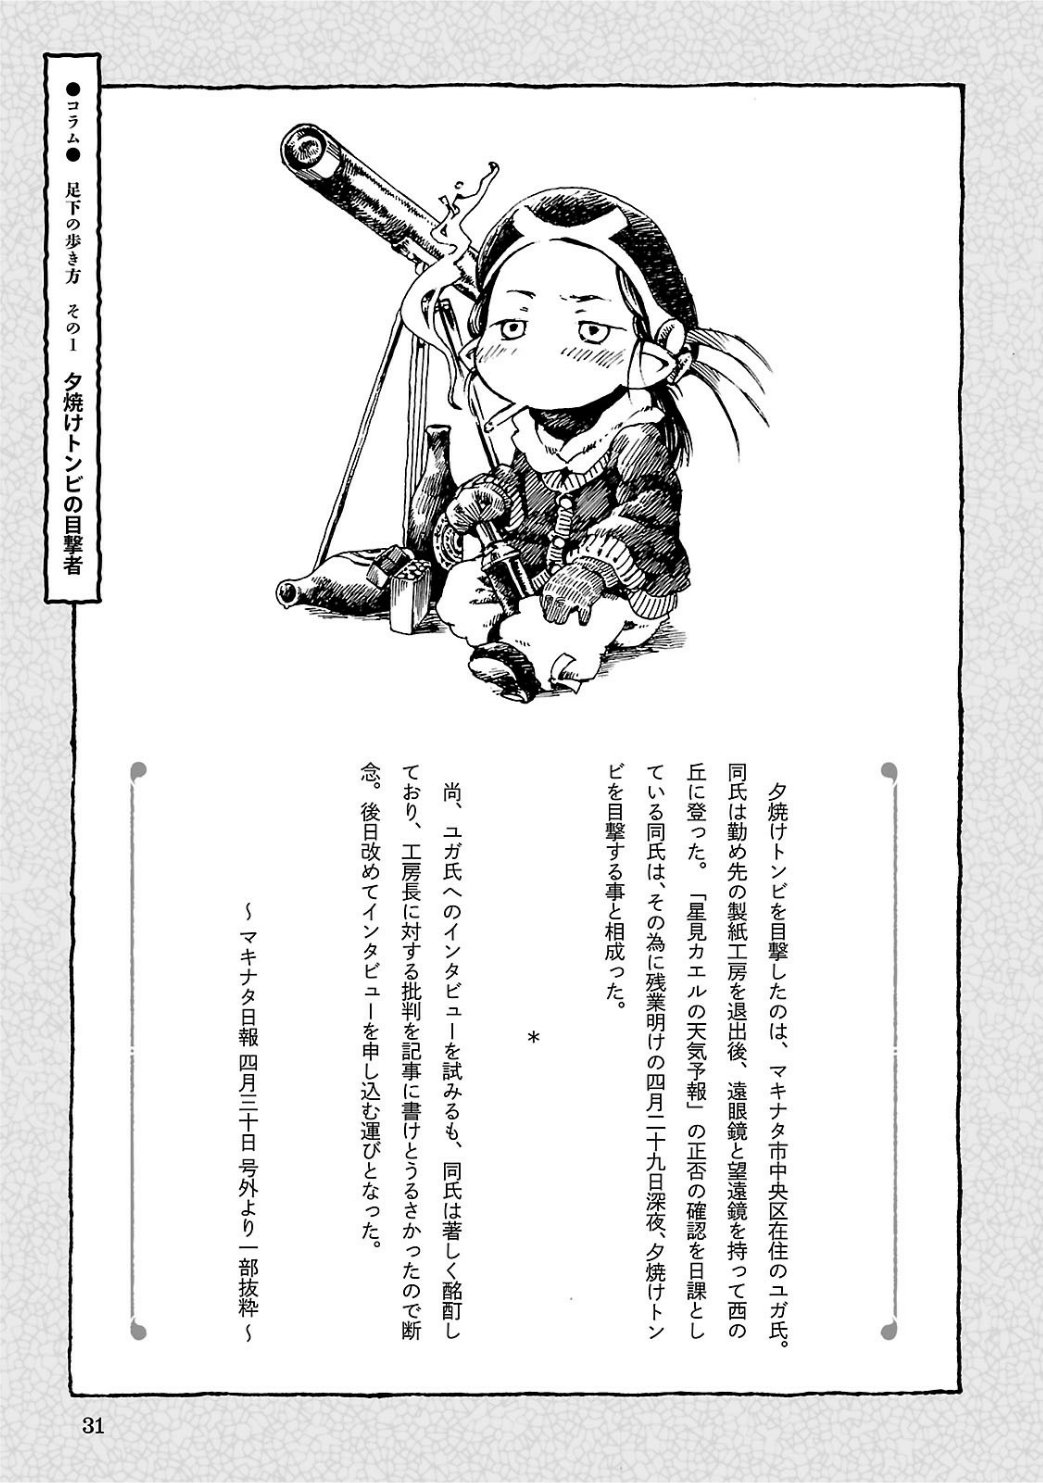 ●コラム● 足下の歩き方 その1 夕焼けトンビの目撃者
夕焼けトンビを目撃したのは、マキナタ市中央区在住のユガ氏。
同氏は勤め先の製紙工房を退出後、遠眼鏡と望遠鏡を持って西の
丘に登った。「星見カエルの天気予報」の正否の確認を日課とし
ている同氏は、その為に残業明けの四月二十九日深夜、夕焼けトン
ビを目撃する事と相成った。
＊
尚、ユガ氏へのインタビューを試みるも、同氏は著しく酩酊し
ており、工房長に対する批判を記事に書けとうるさかったので断
念。後日改めてインタビューを申し込む運びとなった。
～マキナタ日報 四月三十日 号外より一部抜粋～
31